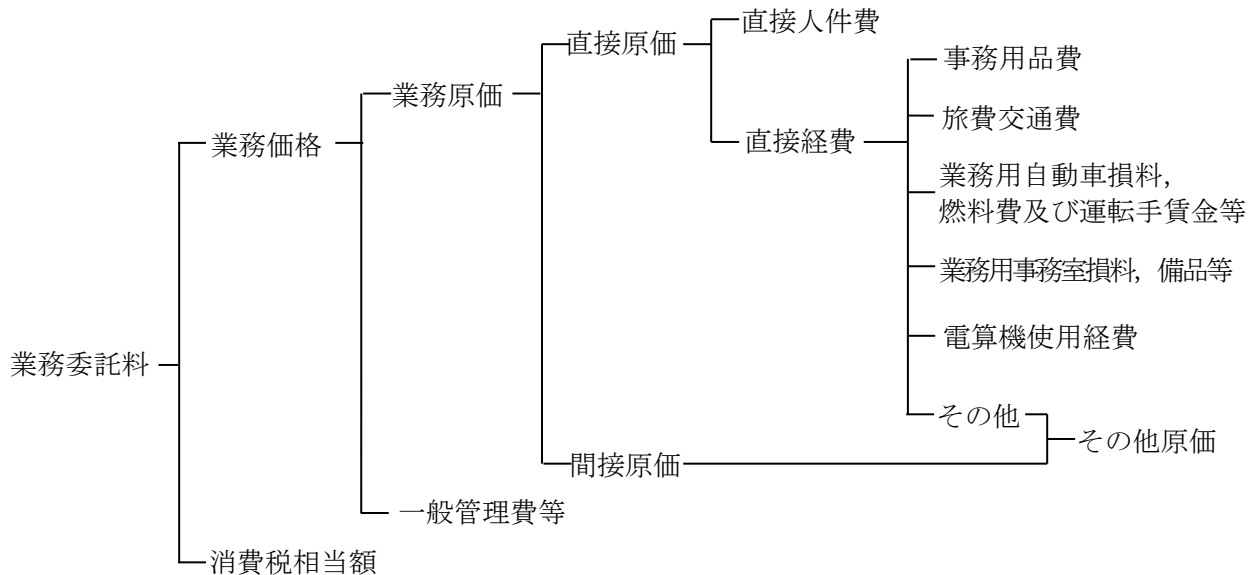 直接人件費
直接原価
事務用品費
業務原価
旅費交通費
業務価格
直接経費
業務用自動車損料,
燃料費及び運転手賃金等
業務用事務室損料, 備品等
電算機使用経費
業務委託料
その他
その他原価
間接原価
一般管理費等
消費税相当額